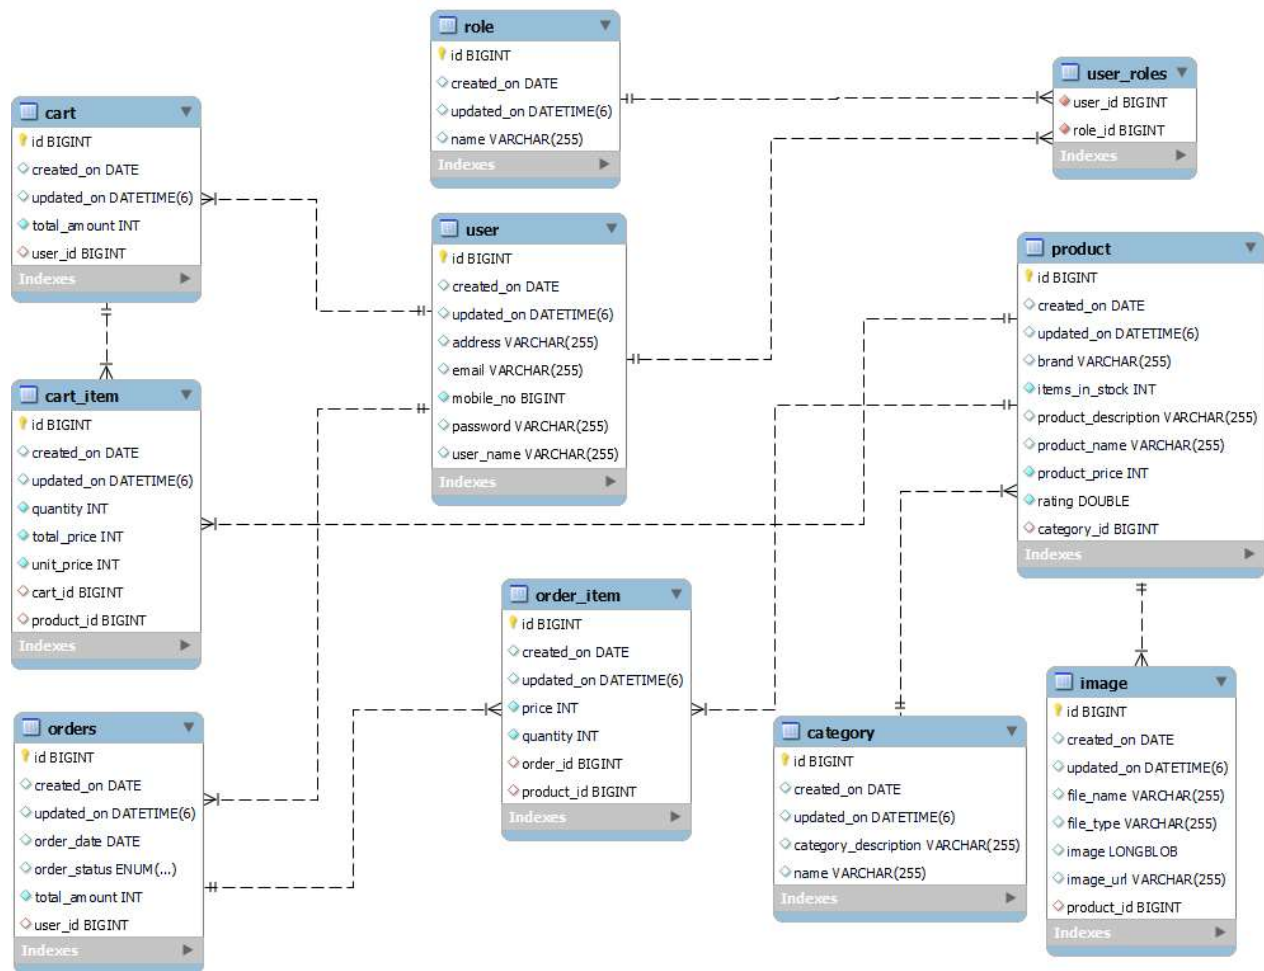 role
id BIGINT
created_on DATE
updated_on DATETIME(6)
name VARCHAR(255)
Indexes
user_roles
user_id BIGINT
role_id BIGINT
Indexes
cart
id BIGINT
created_on DATE
updated_on DATETIME(6)
total_amount INT
user_id BIGINT
Indexes
user
id BIGINT
created_on DATE
updated_on DATETIME(6)
address VARCHAR(255)
email VARCHAR(255)
mobile_no BIGINT
password VARCHAR(255)
user_name VARCHAR(255)
Indexes
product
id BIGINT
created_on DATE
updated_on DATETIME(6)
brand VARCHAR(255)
items_in_stock INT
product_description VARCHAR(255)
product_name VARCHAR(255)
product_price INT
rating DOUBLE
category_id BIGINT
Indexes
cart_item
id BIGINT
created_on DATE
updated_on DATETIME(6)
quantity INT
total_price INT
unit_price INT
cart_id BIGINT
product_id BIGINT
Indexes
order_item
id BIGINT
created_on DATE
updated_on DATETIME(6)
price INT
quantity INT
order_id BIGINT
product_id BIGINT
Indexes
orders
id BIGINT
created_on DATE
updated_on DATETIME(6)
order_date DATE
order_status ENUM(...)
total_amount INT
user_id BIGINT
Indexes
category
id BIGINT
created_on DATE
updated_on DATETIME(6)
category_description VARCHAR(255)
name VARCHAR(255)
Indexes
image
id BIGINT
created_on DATE
updated_on DATETIME(6)
file_name VARCHAR(255)
file_type VARCHAR(255)
image LONGBLOB
image_url VARCHAR(255)
product_id BIGINT
Indexes